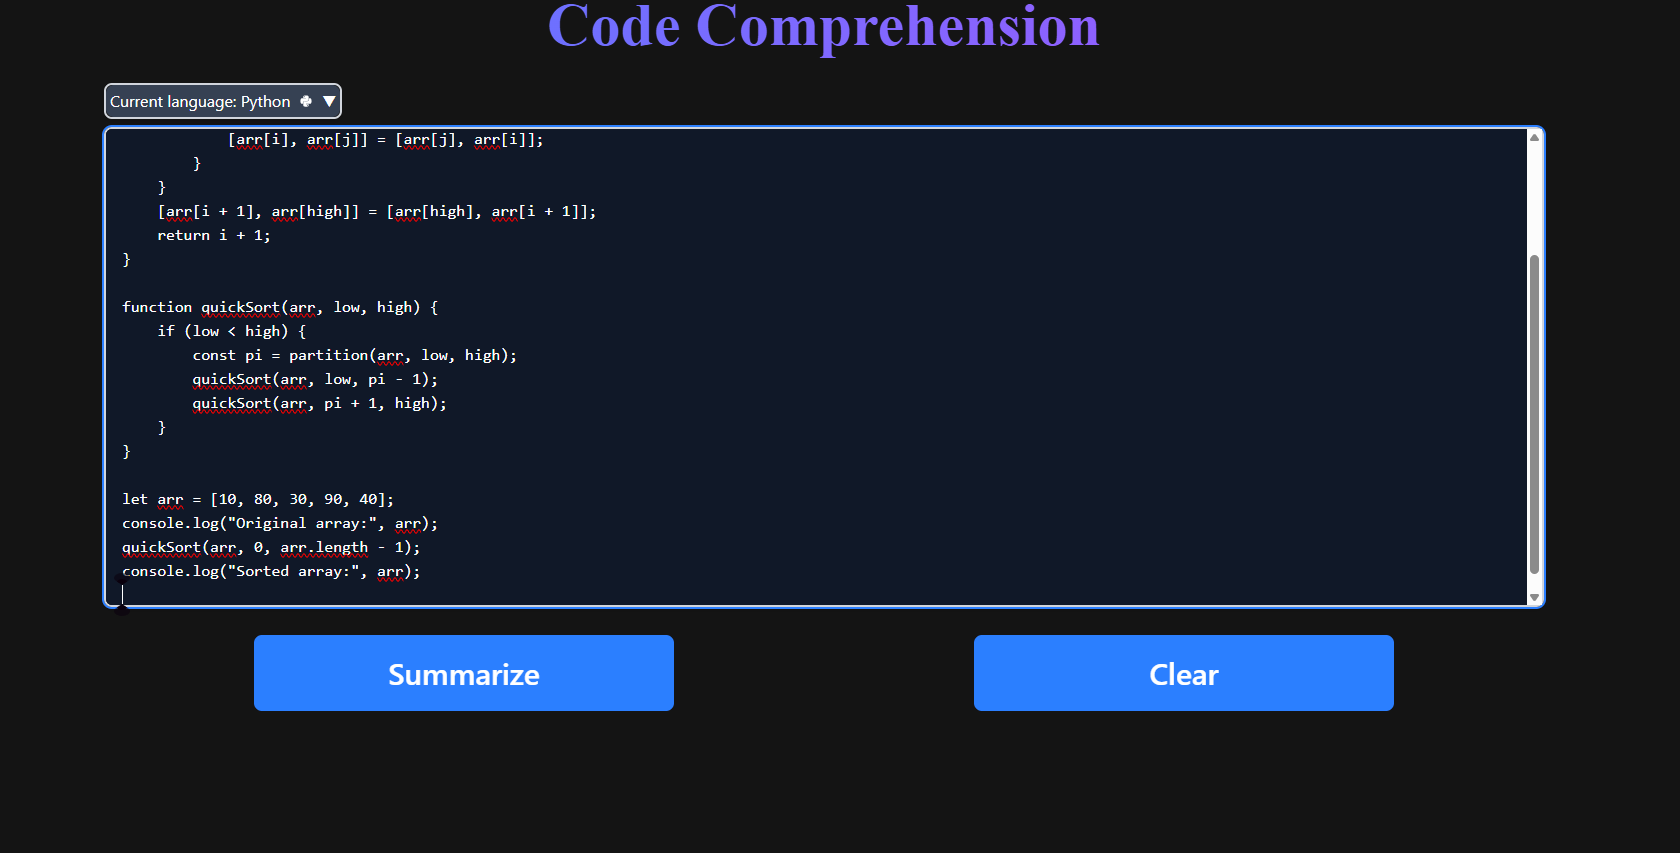 Code Comprehension
Current language: Python ▼
            [arr[i], arr[j]] = [arr[j], arr[i]];
        }
    }
    [arr[i + 1], arr[high]] = [arr[high], arr[i + 1]];
    return i + 1;
}

function quickSort(arr, low, high) {
    if (low < high) {
        const pi = partition(arr, low, high);
        quickSort(arr, low, pi - 1);
        quickSort(arr, pi + 1, high);
    }
}

let arr = [10, 80, 30, 90, 40];
console.log("Original array:", arr);
quickSort(arr, 0, arr.length - 1);
console.log("Sorted array:", arr);
Summarize
Clear